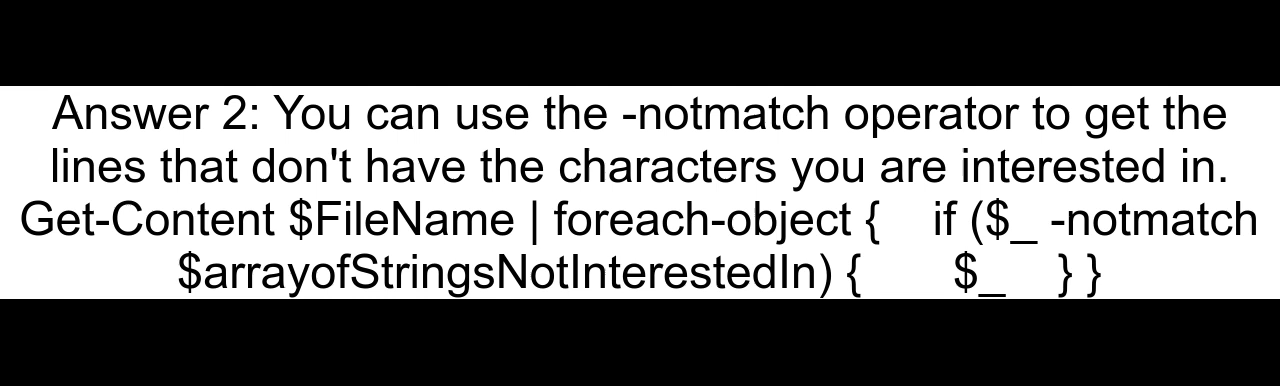 Answer 2: You can use the -notmatch operator to get the
lines that don't have the characters you are interested in.
Get-Content $FileName | foreach-object {    if ($_ -notmatch
$arrayofStringsNotInterestedIn) {        $_    } }